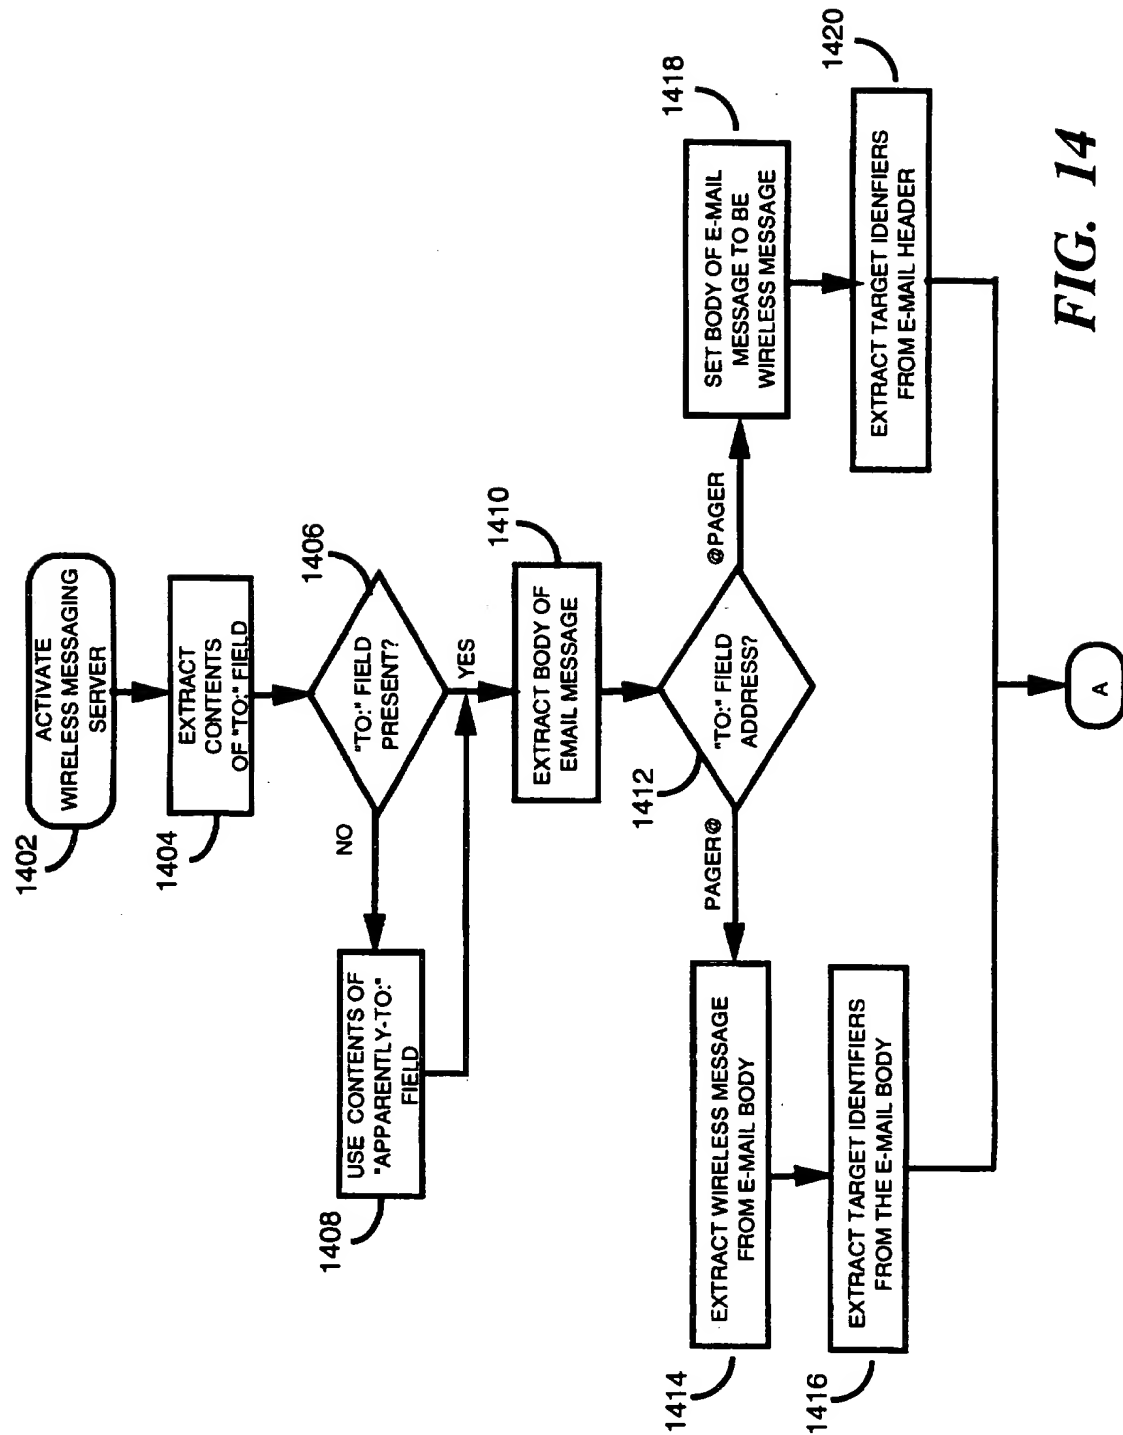 1402
ACTIVATE
WIRELESS MESSAGING
SERVER
1404
EXTRACT
CONTENTS
OF "TO:" FIELD
1406
"TO:" FIELD
PRESENT?
NO
YES
1408
USE CONTENTS OF
"APPARENTLY-TO:"
FIELD
1410
EXTRACT BODY OF
EMAIL MESSAGE
1412
"TO:" FIELD
ADDRESS?
PAGER@
@PAGER
1414
EXTRACT WIRELESS MESSAGE
FROM E-MAIL BODY
1416
EXTRACT TARGET IDENTIFIERS
FROM THE E-MAIL BODY
1418
SET BODY OF E-MAIL
MESSAGE TO BE
WIRELESS MESSAGE
1420
EXTRACT TARGET IDENFIERS
FROM E-MAIL HEADER
A
FIG. 14